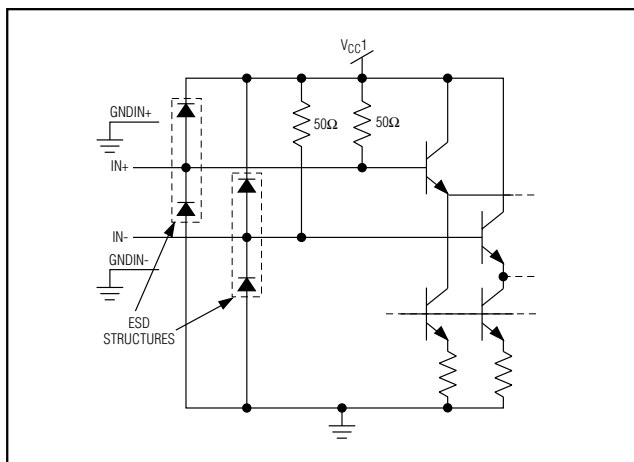 VCC1
GNDIN+
50Ω
50Ω
IN+
IN-
GNDIN-
ESD
STRUCTURES